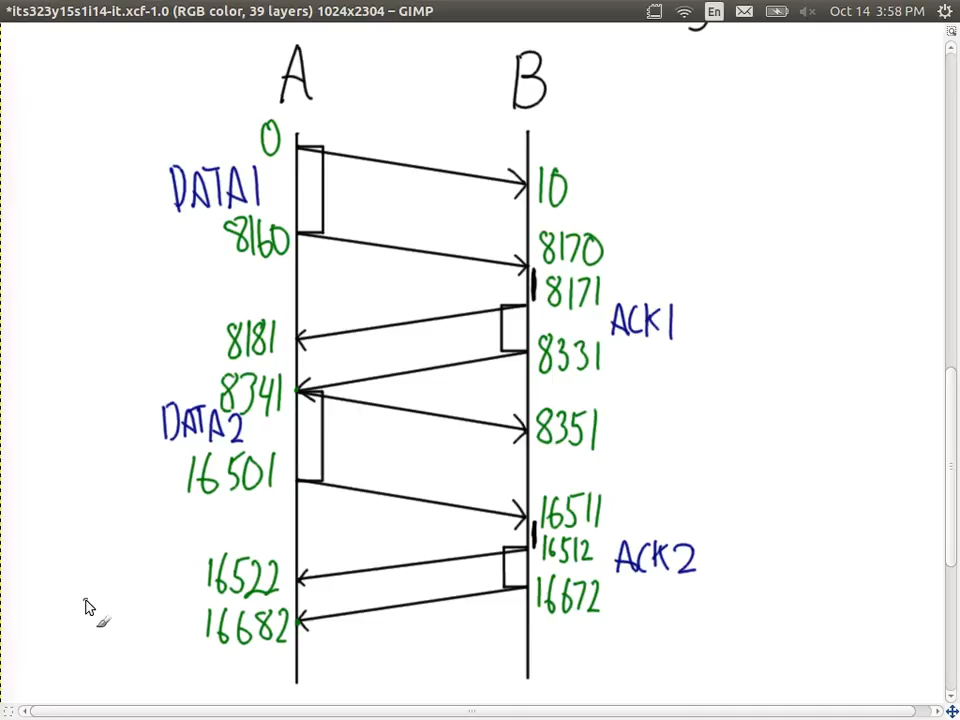 *its323y15s1i14-it.xcf-1.0 (RGB color, 39 layers) 1024x2304 – GIMP
En
Oct 14 3:58 PM
A
B
0
DATA1
10
8160
8170
8171
ACK1
8181
8331
8341
DATA2
8351
16501
16511
16512
ACK2
16522
16672
16682